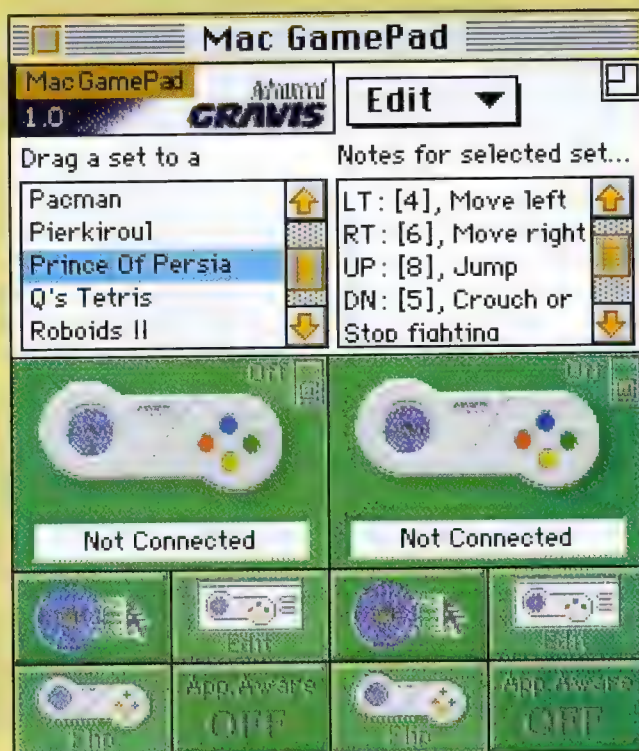 Mac GamePad
MacGamePad
1.0
Advanced
GRAVIS
Edit
Drag a set to a
Notes for selected set...
Pacman
Pierkiroul
Prince Of Persia
Q's Tetris
Roboids II
LT: [4], Move left
RT: [6], Move right
UP: [8], Jump
DN: [5], Crouch or
Stop fighting
Off
Off
Not Connected
Not Connected
Edit
Edit
App. Aware
OFF
App. Aware
OFF